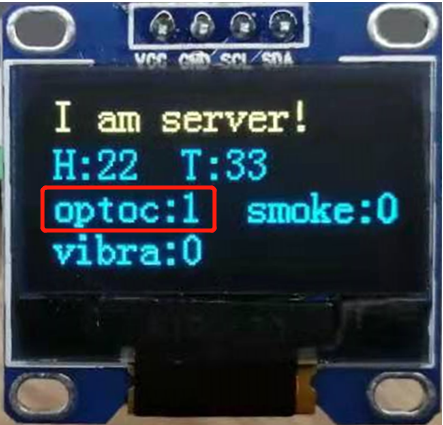 VCC GND SCL SDA
I am server!
H:22 T:33
optoc:1 smoke:0
vibra:0